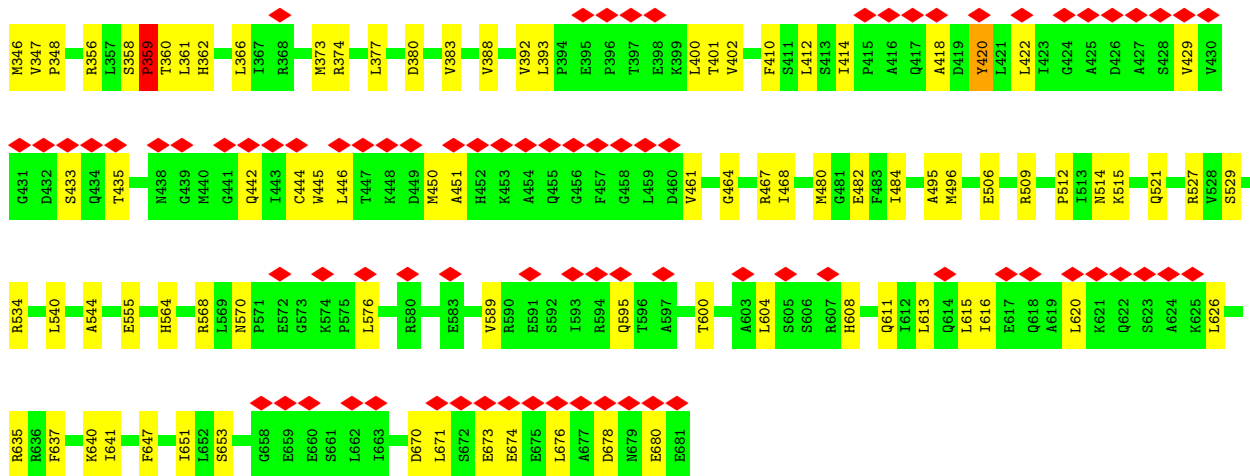 M346 V347 P348 R356 L357 S358 P359 T360 L361 H362 L366 I367 R368 M373 R374 L377 D380 V383 V388 V392 L393 P394 E395 P396 T397 E398 K399 L400 T401 V402 F410 S411 L412 S413 I414 P415 A416 Q417 A418 D419 Y420 L421 L422 I423 G424 A425 D426 A427 S428 V429 V430
G431 D432 S433 Q434 T435 N438 G439 M440 G441 Q442 I443 C444 W445 L446 T447 K448 D449 M450 A451 H452 K453 A454 Q455 G456 F457 G458 L459 D460 V461 G464 R467 I468 M480 G481 E482 F483 I484 A495 M496 E506 R509 P512 I513 N514 K515 Q521 R527 V528 S529
R534 L540 A544 E555 H564 R568 L569 N570 P571 E572 G573 K574 P575 L576 R580 E583 V589 R590 E591 S592 I593 R594 Q595 T596 A597 T600 A603 L604 S605 S606 R607 H608 Q611 I612 L613 Q614 L615 I616 E617 Q618 A619 L620 K621 Q622 S623 A624 K625 L626
R635 R636 F637 K640 I641 F647 I651 L652 S653 G658 E659 E660 S661 L662 I663 D670 L671 S672 E673 E674 E675 L676 A677 D678 N679 E680 E681